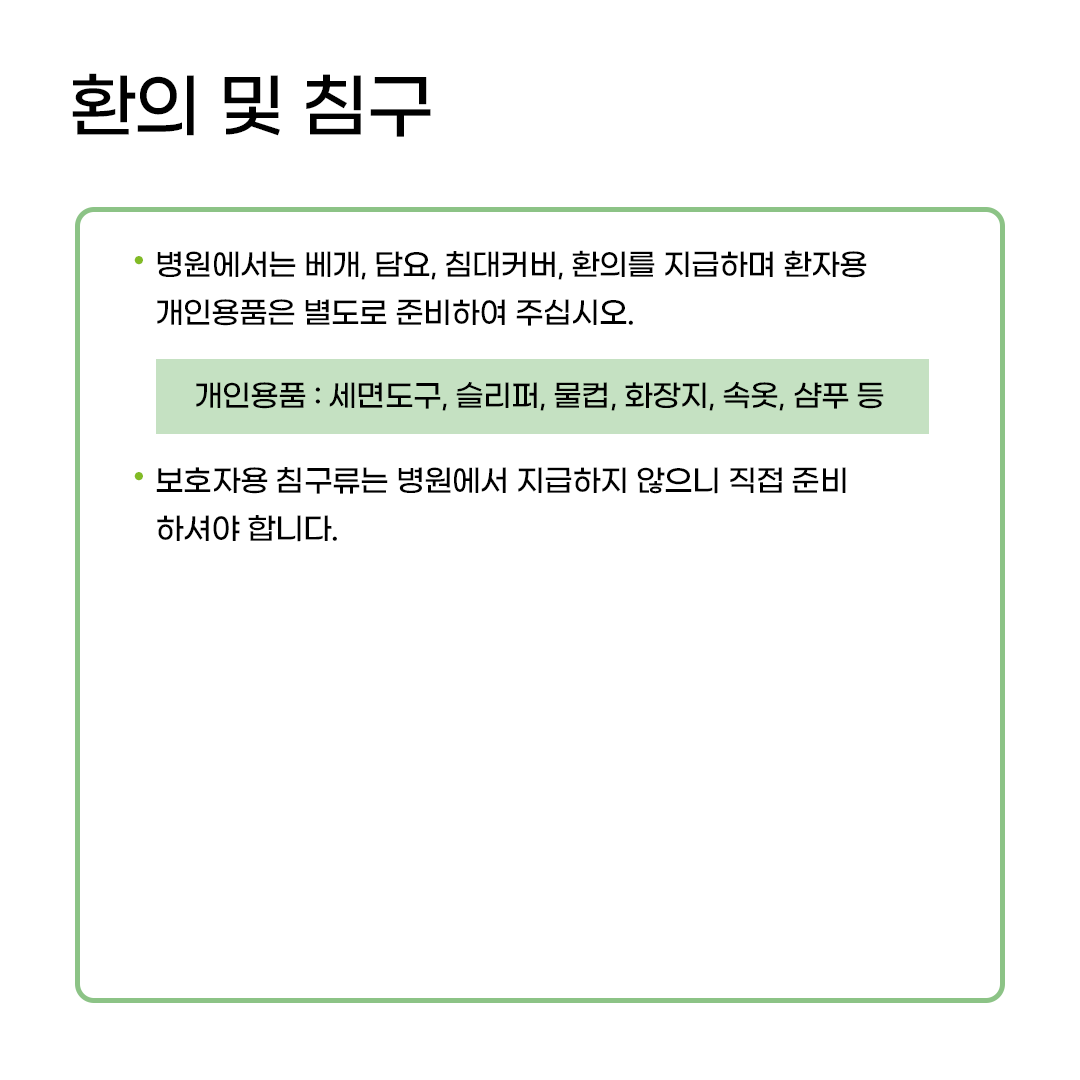 환의 및 침구
• 병원에서는 베개, 담요, 침대커버, 환의를 지급하며 환자용
개인용품은 별도로 준비하여 주십시오.
개인용품 : 세면도구, 슬리퍼, 물컵, 화장지, 속옷, 샴푸 등
• 보호자용 침구류는 병원에서 지급하지 않으니 직접 준비
하셔야 합니다.